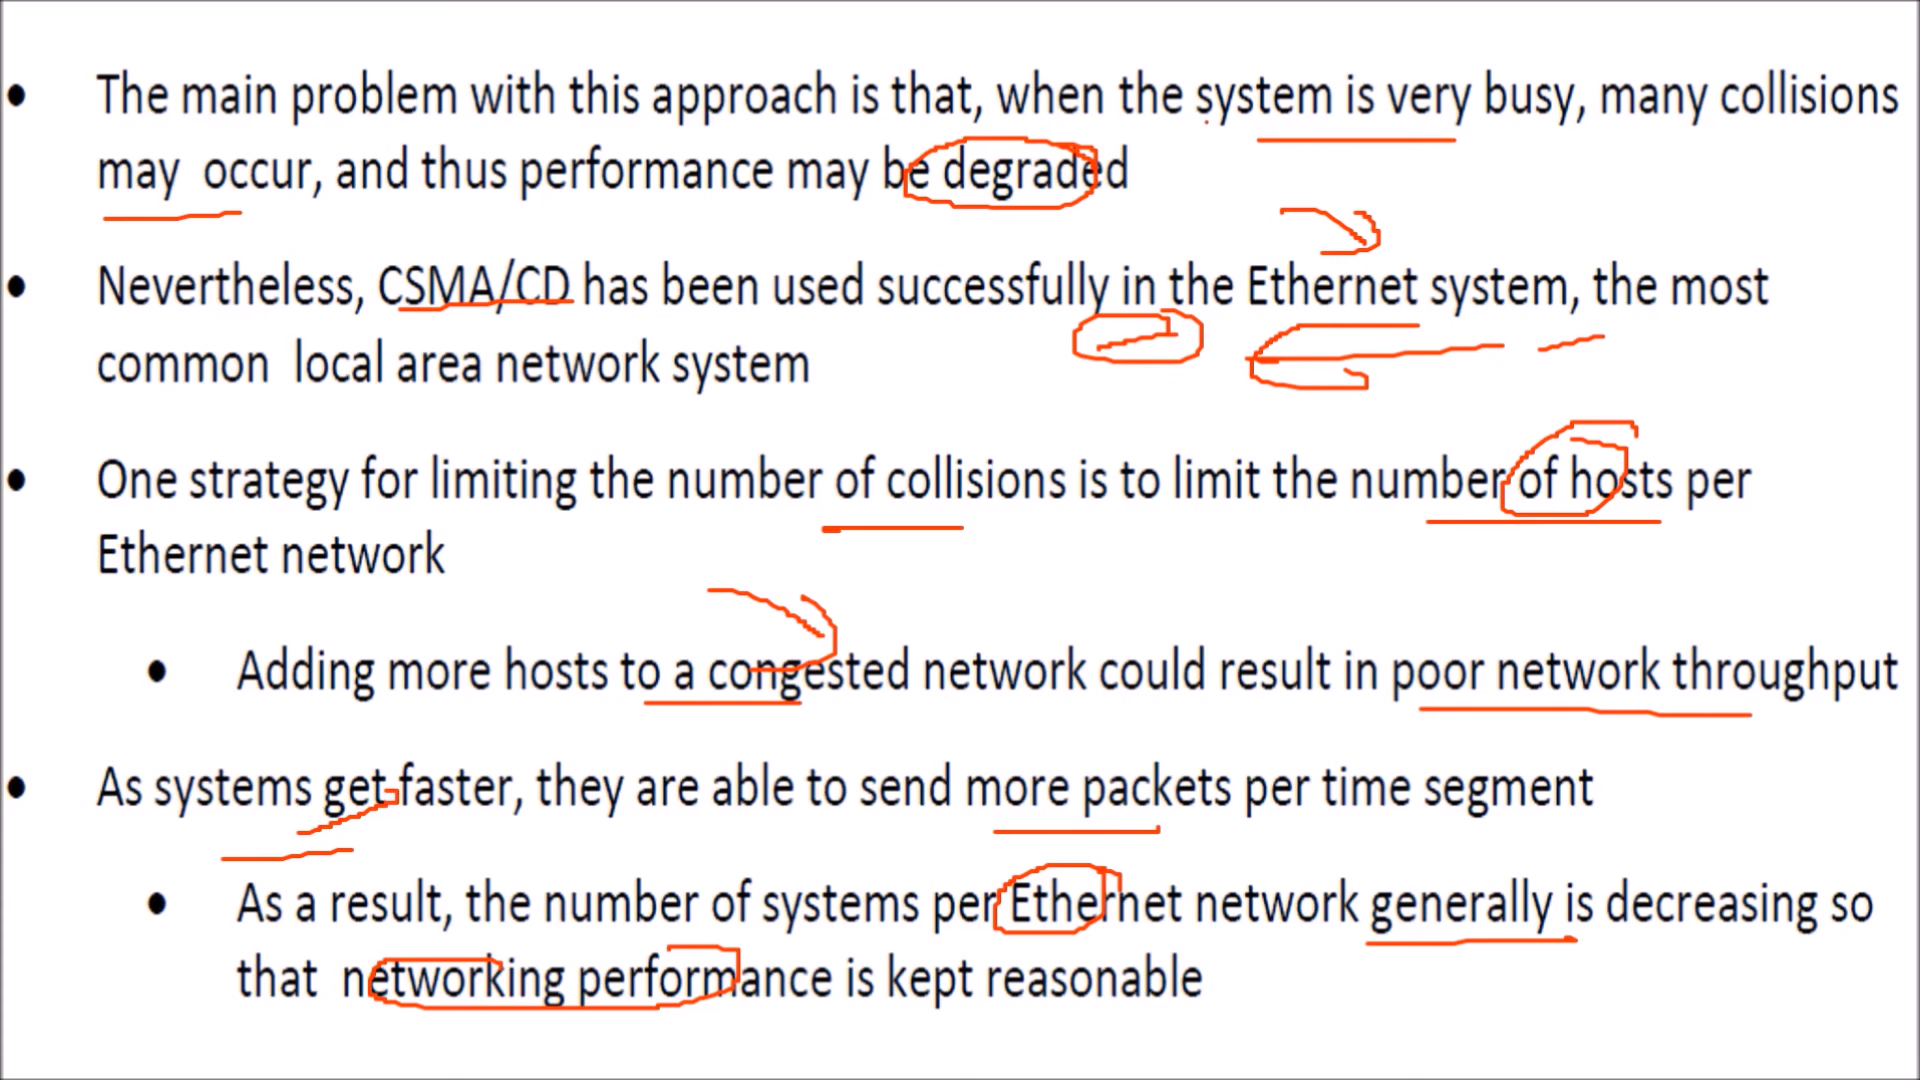 • The main problem with this approach is that, when the system is very busy, many collisions
may occur, and thus performance may be degraded
• Nevertheless, CSMA/CD has been used successfully in the Ethernet system, the most
common local area network system
• One strategy for limiting the number of collisions is to limit the number of hosts per
Ethernet network
• Adding more hosts to a congested network could result in poor network throughput
• As systems get faster, they are able to send more packets per time segment
• As a result, the number of systems per Ethernet network generally is decreasing so
that networking performance is kept reasonable